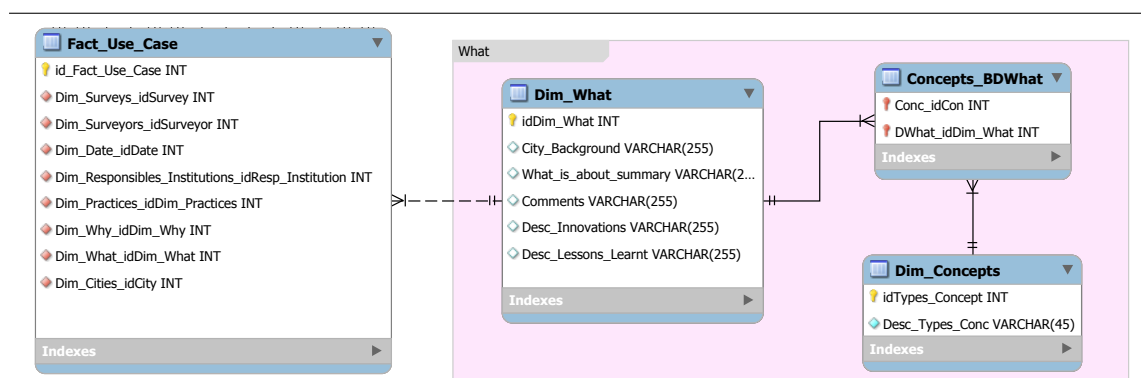 Fact_Use_Case
id_Fact_Use_Case INT
Dim_Surveys_idSurvey INT
Dim_Surveyors_idSurveyor INT
Dim_Date_idDate INT
Dim_Responsibles_Institutions_idResp_Institution INT
Dim_Practices_idDim_Practices INT
Dim_Why_idDim_Why INT
Dim_What_idDim_What INT
Dim_Cities_idCity INT
Indexes
What
Dim_What
idDim_What INT
City_Background VARCHAR(255)
What_is_about_summary VARCHAR(2...
Comments VARCHAR(255)
Desc_Innovations VARCHAR(255)
Desc_Lessons_Learnt VARCHAR(255)
Indexes
Concepts_BDWhat
Conc_idCon INT
DWhat_idDim_What INT
Indexes
Dim_Concepts
idTypes_Concept INT
Desc_Types_Conc VARCHAR(45)
Indexes